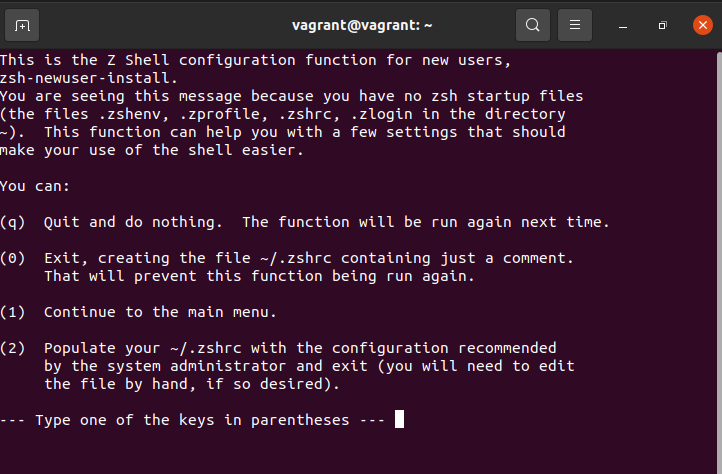 vagrant@vagrant: ~
This is the Z Shell configuration function for new users,
zsh-newuser-install.
You are seeing this message because you have no zsh startup files
(the files .zshenv, .zprofile, .zshrc, .zlogin in the directory
~).  This function can help you with a few settings that should
make your use of the shell easier.
You can:
(q)  Quit and do nothing.  The function will be run again next time.
(0)  Exit, creating the file ~/.zshrc containing just a comment.
     That will prevent this function being run again.
(1)  Continue to the main menu.
(2)  Populate your ~/.zshrc with the configuration recommended
     by the system administrator and exit (you will need to edit
     the file by hand, if so desired).
--- Type one of the keys in parentheses ---